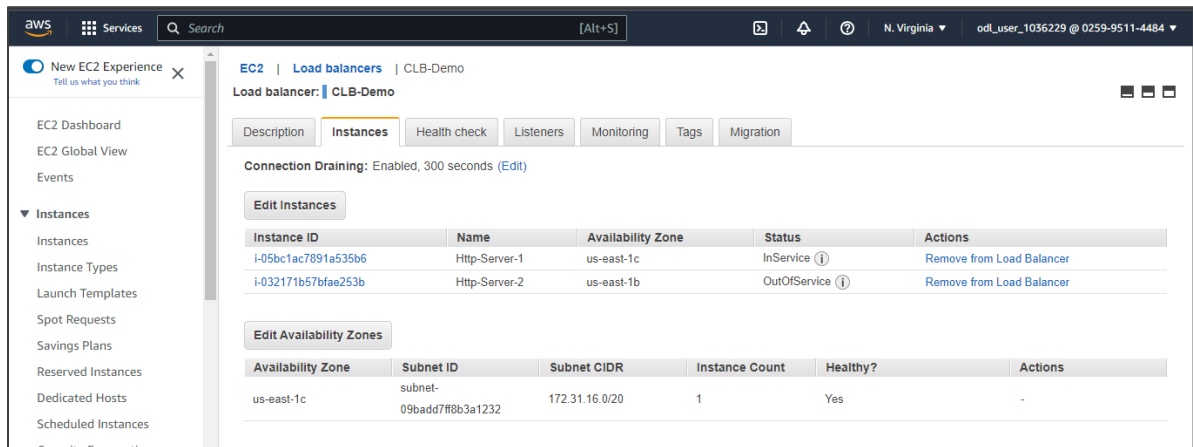 aws Services Search [Alt+S] N. Virginia ▼ odl_user_1036229 @ 0259-9511-4484 ▼
New EC2 Experience
Tell us what you think
EC2 Dashboard
EC2 Global View
Events
▼ Instances
Instances
Instance Types
Launch Templates
Spot Requests
Savings Plans
Reserved Instances
Dedicated Hosts
Scheduled Instances
EC2 | Load balancers | CLB-Demo
Load balancer: CLB-Demo
Description Instances Health check Listeners Monitoring Tags Migration
Connection Draining: Enabled, 300 seconds (Edit)
Edit Instances
Instance ID Name Availability Zone Status Actions
i-05bc1ac7891a535b6 Http-Server-1 us-east-1c InService i Remove from Load Balancer
i-032171b57bfae253b Http-Server-2 us-east-1b OutOfService i Remove from Load Balancer
Edit Availability Zones
Availability Zone Subnet ID Subnet CIDR Instance Count Healthy? Actions
us-east-1c subnet-
09badd7ff8b3a1232 172.31.16.0/20 1 Yes -